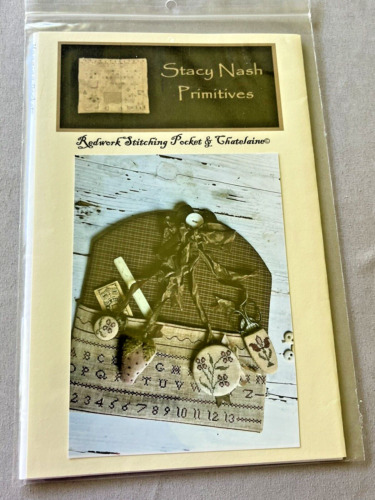 Stacy Nash
Primitives
Redwork Stitching Pocket & Chatelaine©
A B C
O P Q R
U V W
Z
1 2 3 4 5 6 7 8 9 10 11 12 13